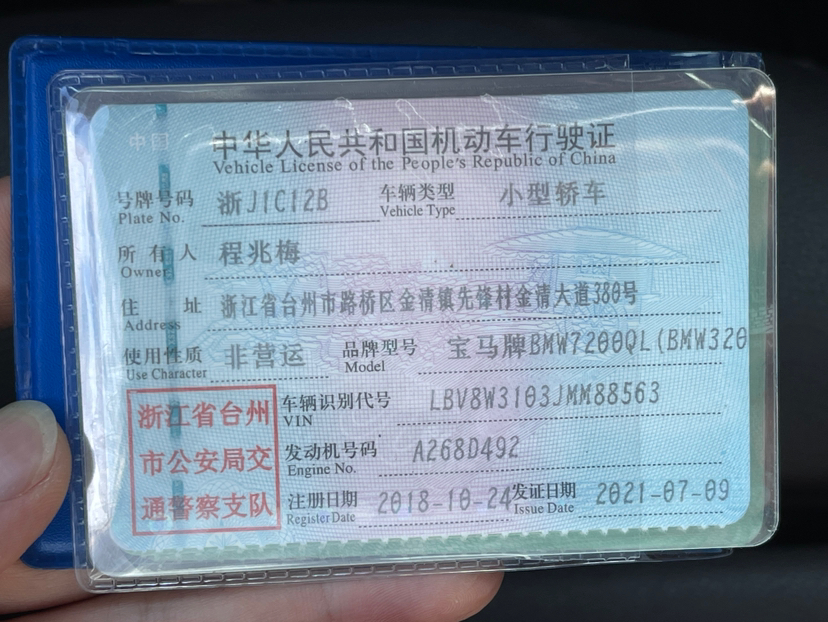 中国
中华人民共和国机动车行驶证
Vehicle License of the People's Republic of China
号牌号码 浙J1C12B 车辆类型 小型轿车
Plate No. Vehicle Type
所有人 程兆梅
Owner
住址 浙江省台州市路桥区金清镇先锋村金清大道380号
Address
使用性质 非营运 品牌型号 宝马牌BMW7200QL(BMW320
Use Character Model
浙江省台州
市公安局交
通警察支队
车辆识别代号 LBV8W3103JMM88563
VIN
发动机号码 A268D492
Engine No.
注册日期 2018-10-24 发证日期 2021-07-09
Register Date Issue Date